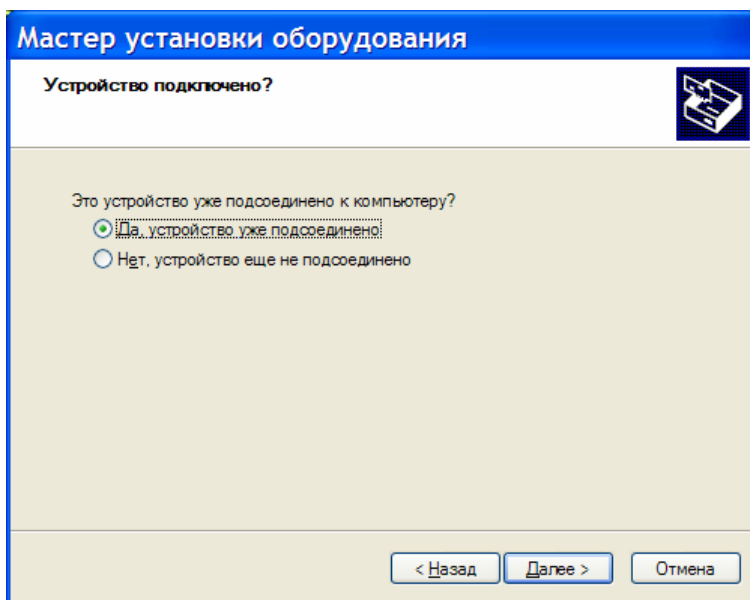 Мастер установки оборудования
Устройство подключено?
Это устройство уже подсоединено к компьютеру?
Да, устройство уже подсоединено
Нет, устройство еще не подсоединено
< Назад Далее > Отмена